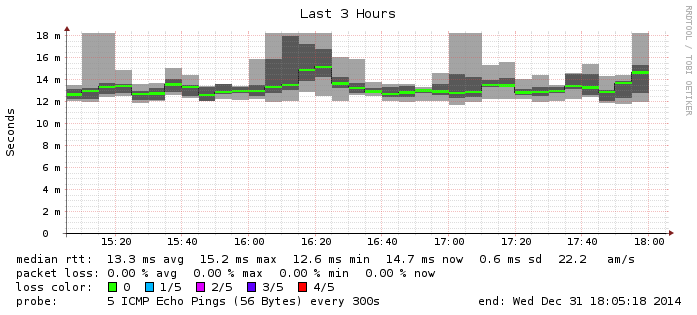 Last 3 Hours
RRDTOOL / TOBI OETIKER
Seconds
18 m
16 m
14 m
12 m
10 m
8 m
6 m
4 m
2 m
0
15:20 15:40 16:00 16:20 16:40 17:00 17:20 17:40 18:00
median rtt: 13.3 ms avg 15.2 ms max 12.6 ms min 14.7 ms now 0.6 ms sd 22.2 am/s
packet loss: 0.00 % avg 0.00 % max 0.00 % min 0.00 % now
loss color: 0 1/5 2/5 3/5 4/5
probe: 5 ICMP Echo Pings (56 Bytes) every 300s end: Wed Dec 31 18:05:18 2014